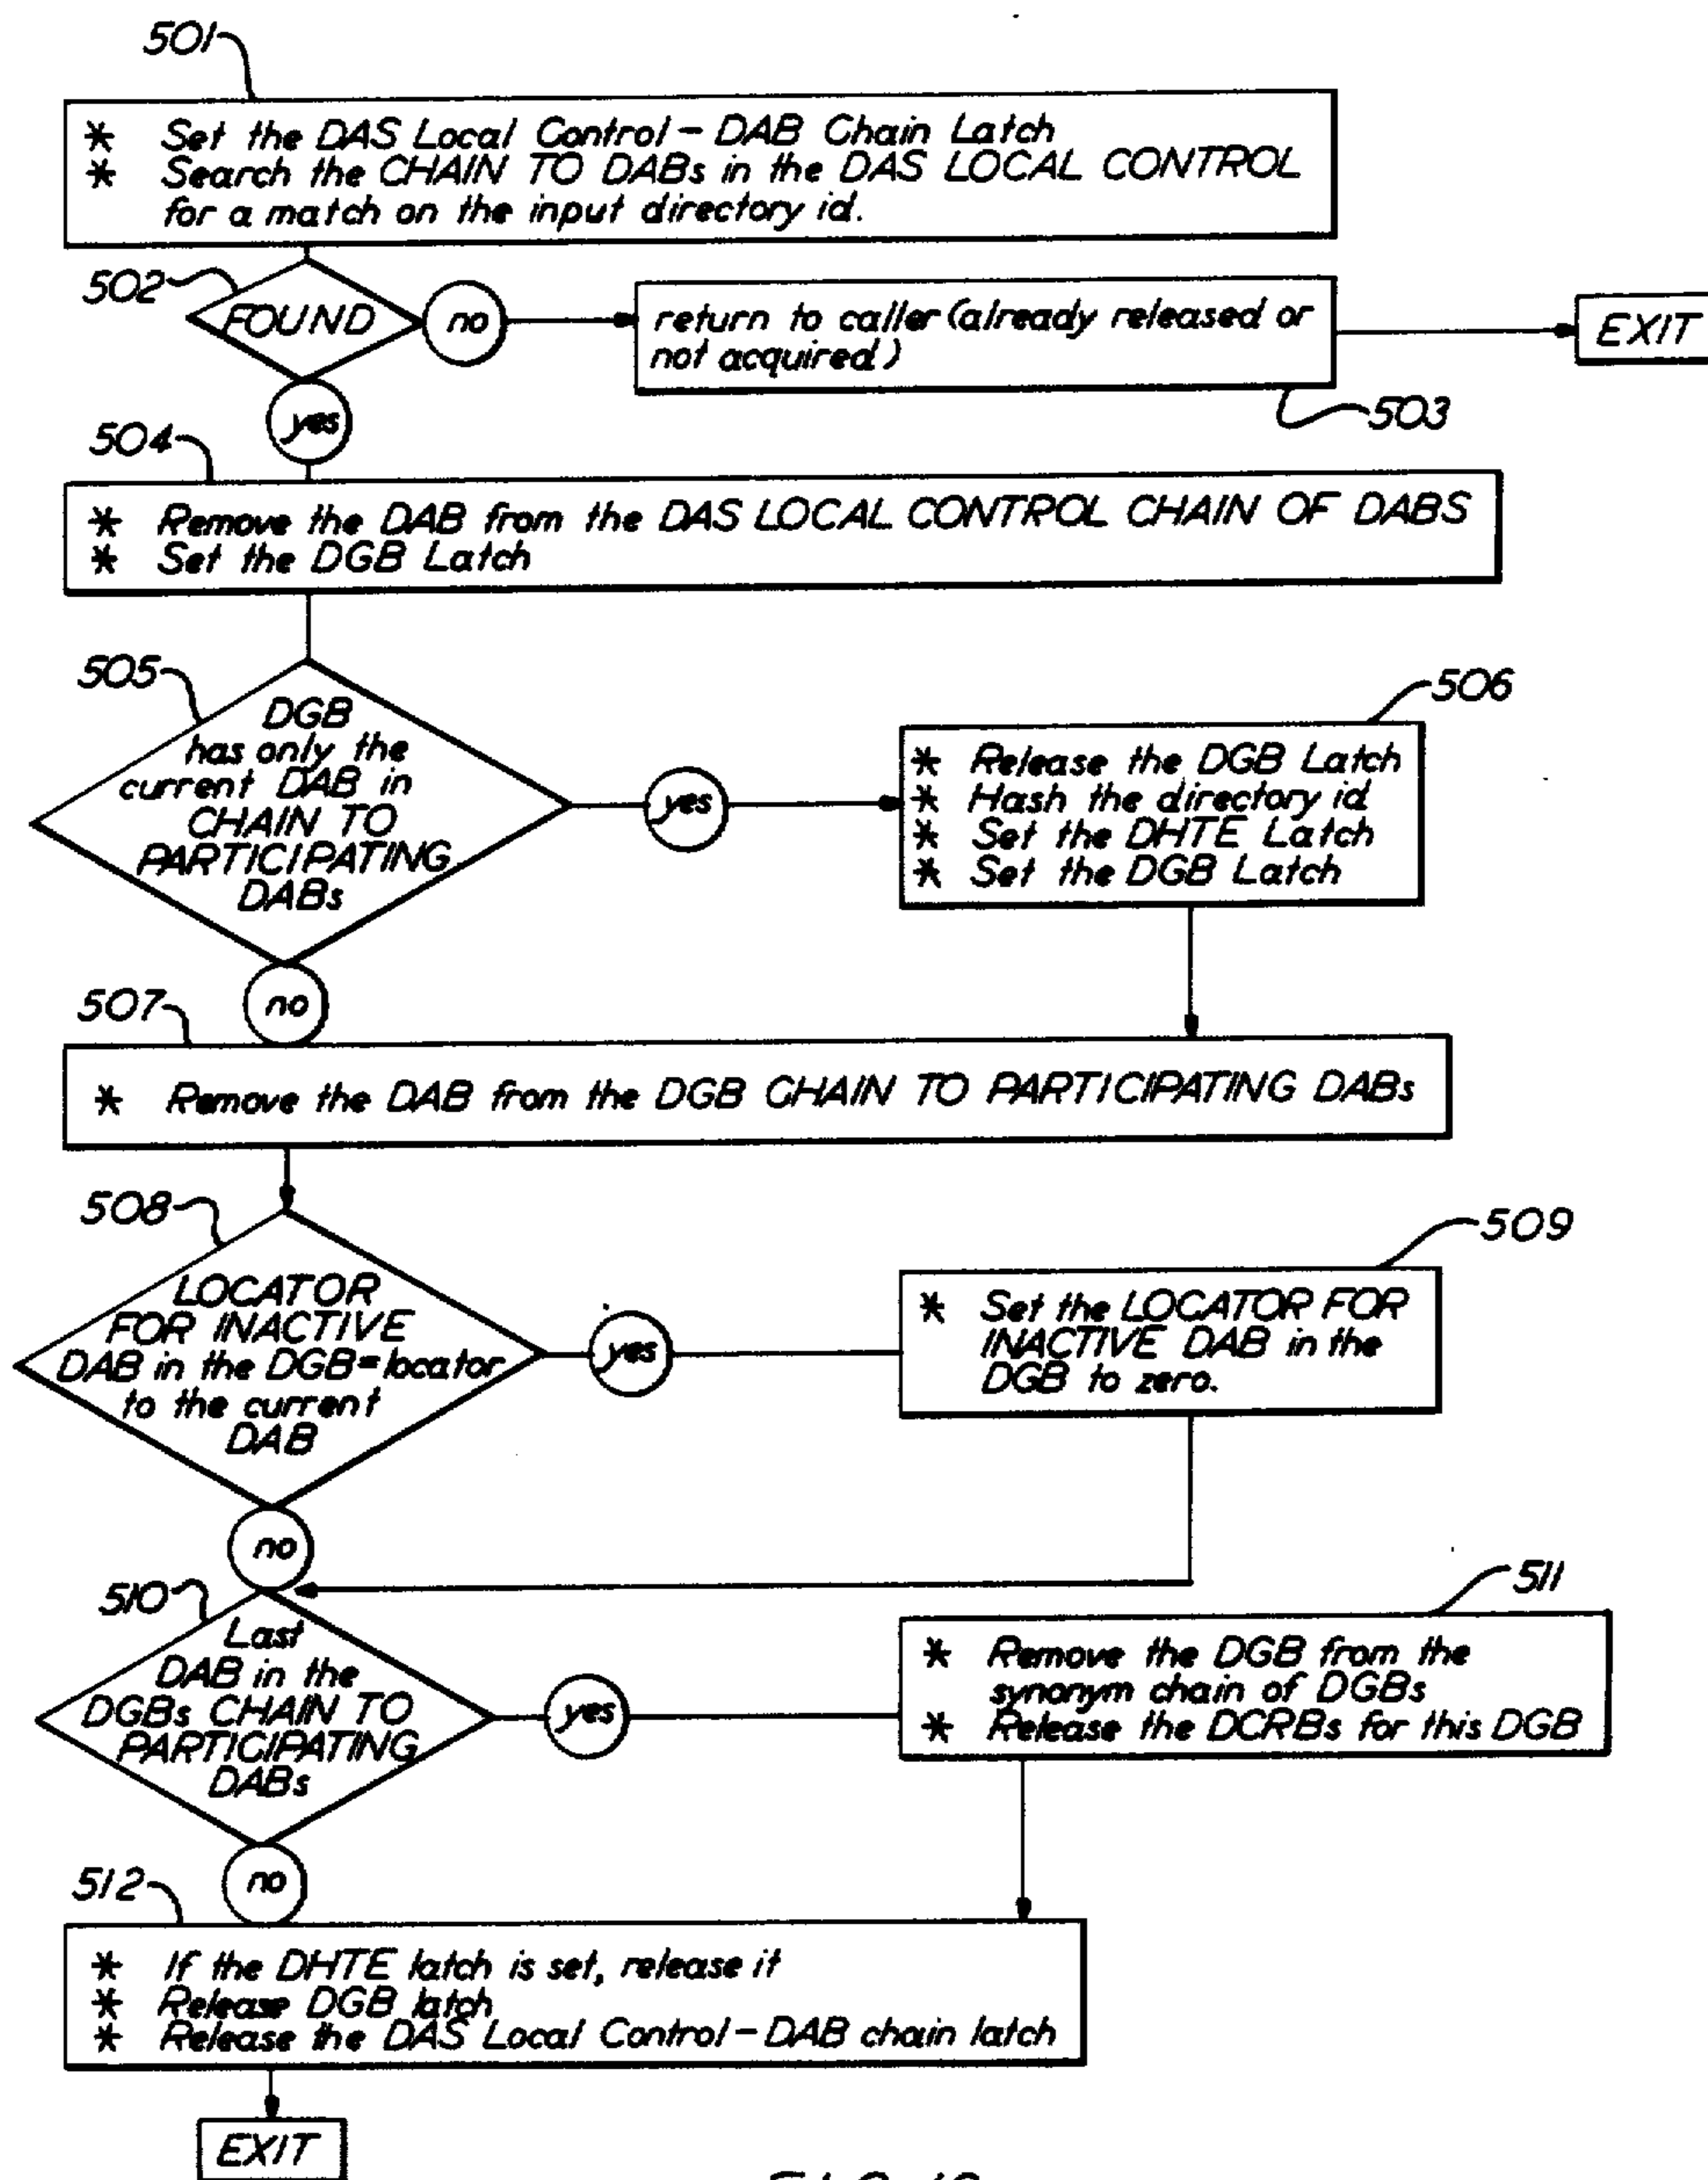 501
* Set the DAS Local Control - DAB Chain Latch
* Search the CHAIN TO DABs in the DAS LOCAL CONTROL
for a match on the input directory id.
502
FOUND
no
return to caller (already released or
not acquired)
EXIT
503
yes
504
* Remove the DAB from the DAS LOCAL CONTROL CHAIN OF DABS
* Set the DGB Latch
505
DGB
has only the
current DAB in
CHAIN TO
PARTICIPATING
DABs
yes
506
* Release the DGB Latch
* Hash the directory id
* Set the DHTE Latch
* Set the DGB Latch
no
507
* Remove the DAB from the DGB CHAIN TO PARTICIPATING DABs
508
LOCATOR
FOR INACTIVE
DAB in the DGB = locator
to the current
DAB
yes
509
* Set the LOCATOR FOR
INACTIVE DAB in the
DGB to zero.
no
510
Last
DAB in the
DGBs CHAIN TO
PARTICIPATING
DABs
yes
511
* Remove the DGB from the
synonym chain of DGBs
* Release the DCRBs for this DGB
no
512
* If the DHTE latch is set, release it
* Release DGB latch
* Release the DAS Local Control - DAB chain latch
EXIT